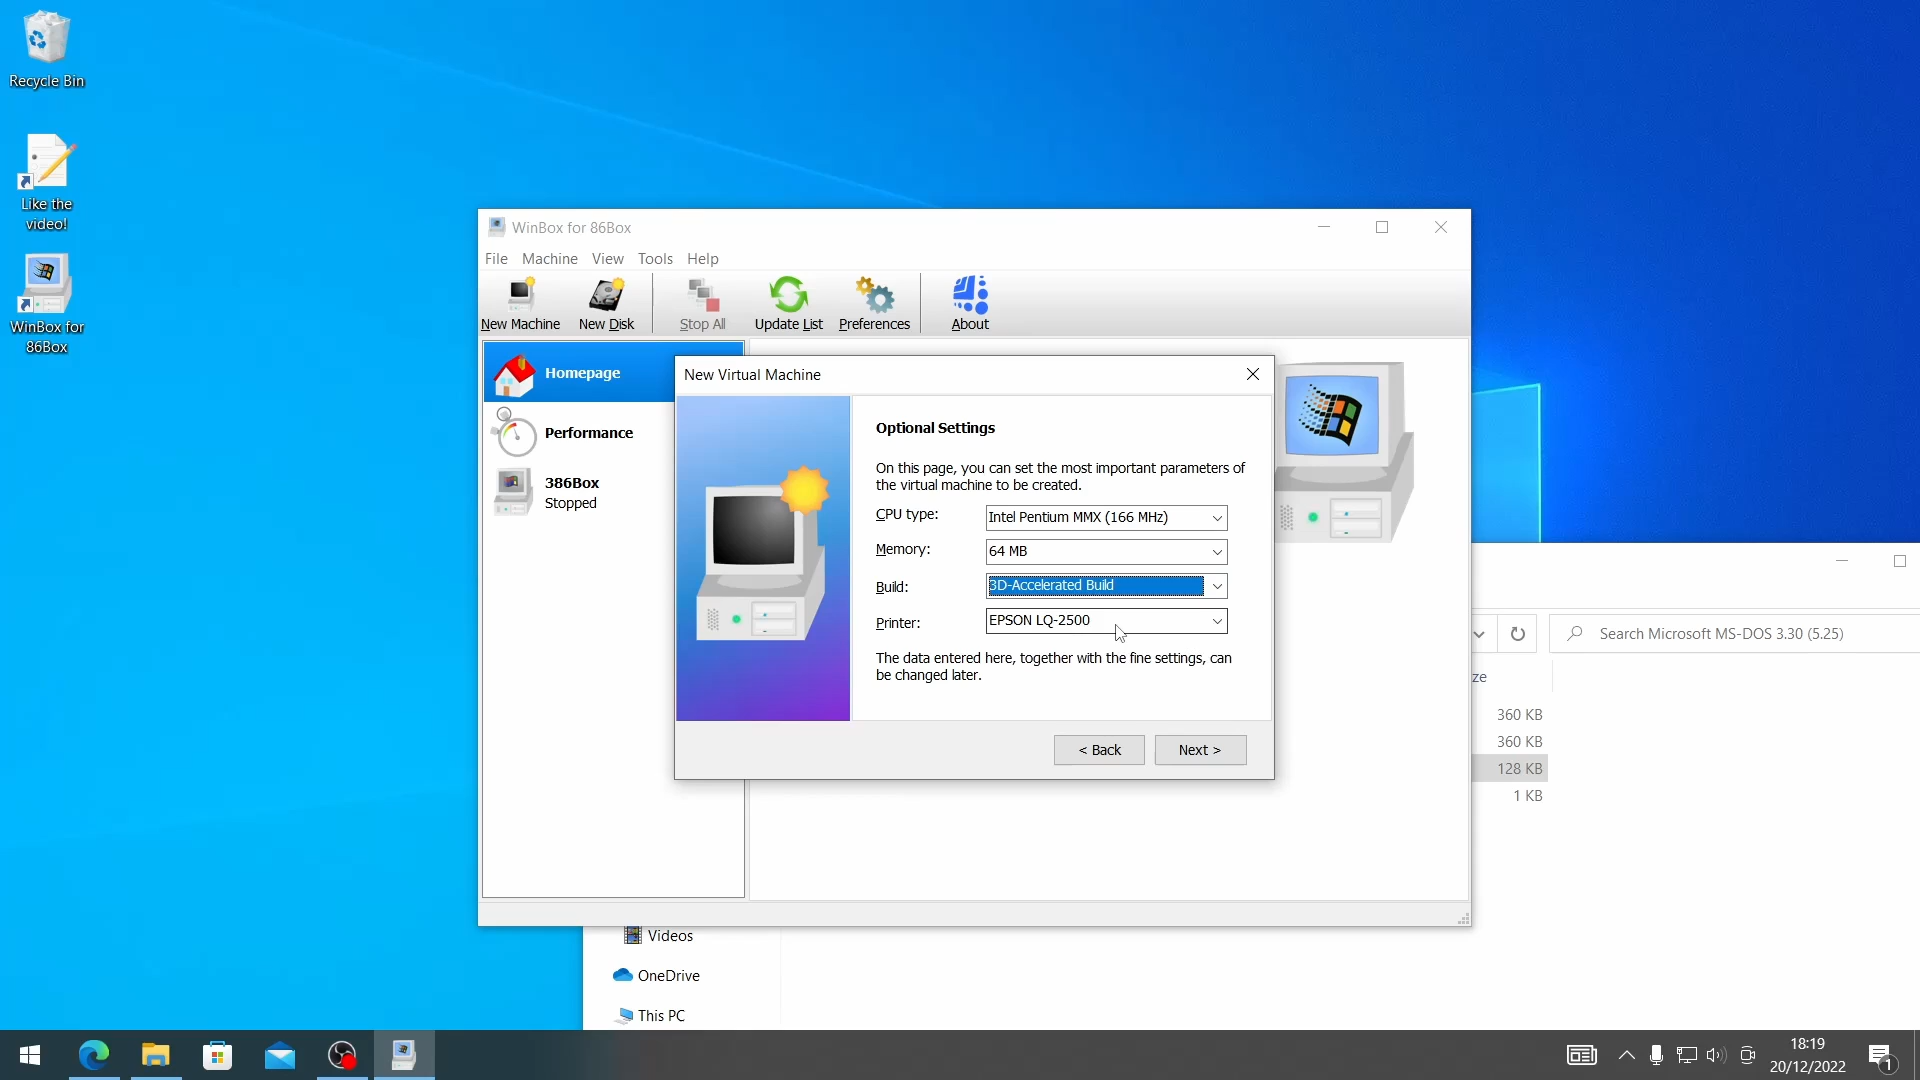 Recycle Bin
Like the
video!
WinBox for
86Box
WinBox for 86Box
File Machine View Tools Help
New Machine New Disk Stop All Update List Preferences About
Homepage
Performance
386Box
Stopped
New Virtual Machine
Optional Settings
On this page, you can set the most important parameters of
the virtual machine to be created.
CPU type: Intel Pentium MMX (166 MHz)
Memory: 64 MB
Build: 3D-Accelerated Build
Printer: EPSON LQ-2500
The data entered here, together with the fine settings, can
be changed later.
< Back Next >
Search Microsoft MS-DOS 3.30 (5.25)
ze
360 KB
360 KB
128 KB
1 KB
Videos
OneDrive
This PC
18:19
20/12/2022
1